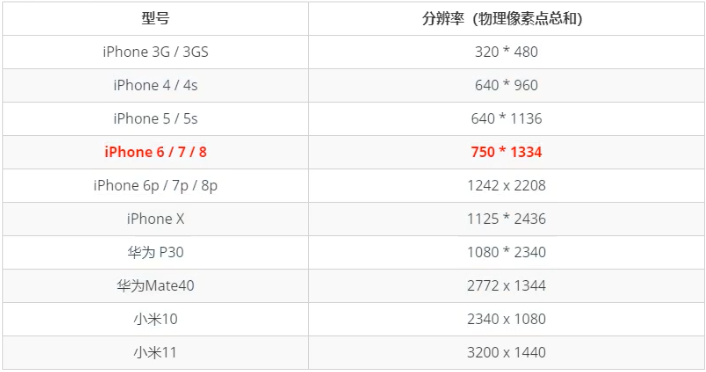 型号 分辨率（物理像素点总和）
iPhone 3G / 3GS 320 * 480
iPhone 4 / 4s 640 * 960
iPhone 5 / 5s 640 * 1136
iPhone 6 / 7 / 8 750 * 1334
iPhone 6p / 7p / 8p 1242 x 2208
iPhone X 1125 * 2436
华为 P30 1080 * 2340
华为Mate40 2772 x 1344
小米10 2340 x 1080
小米11 3200 x 1440